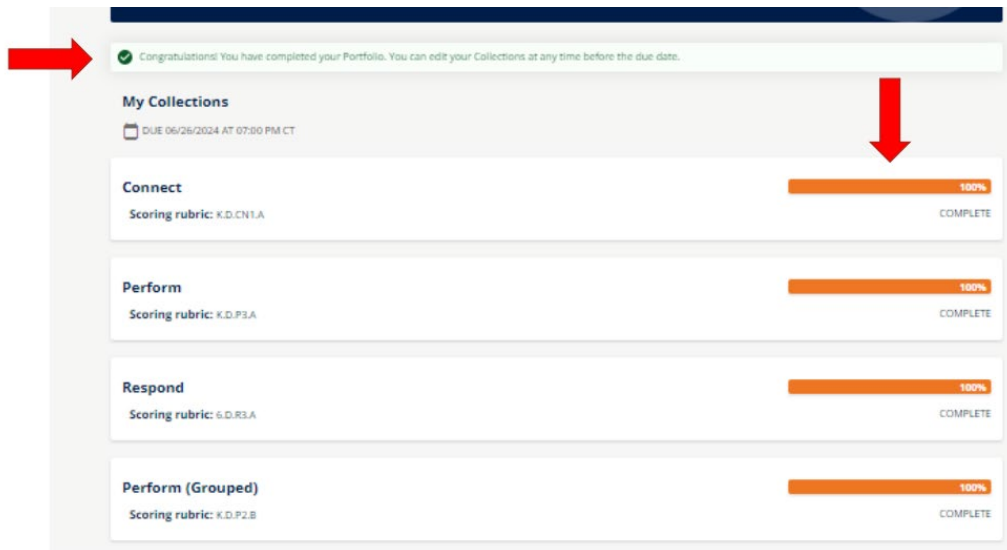 Congratulations! You have completed your Portfolio. You can edit your Collections at any time before the due date.
My Collections
DUE 06/26/2024 AT 07:00 PM CT
Connect
100%
Scoring rubric: K.D.CN1.A
COMPLETE
Perform
100%
Scoring rubric: K.D.P3.A
COMPLETE
Respond
100%
Scoring rubric: 6.D.R3.A
COMPLETE
Perform (Grouped)
100%
Scoring rubric: K.D.P2.B
COMPLETE